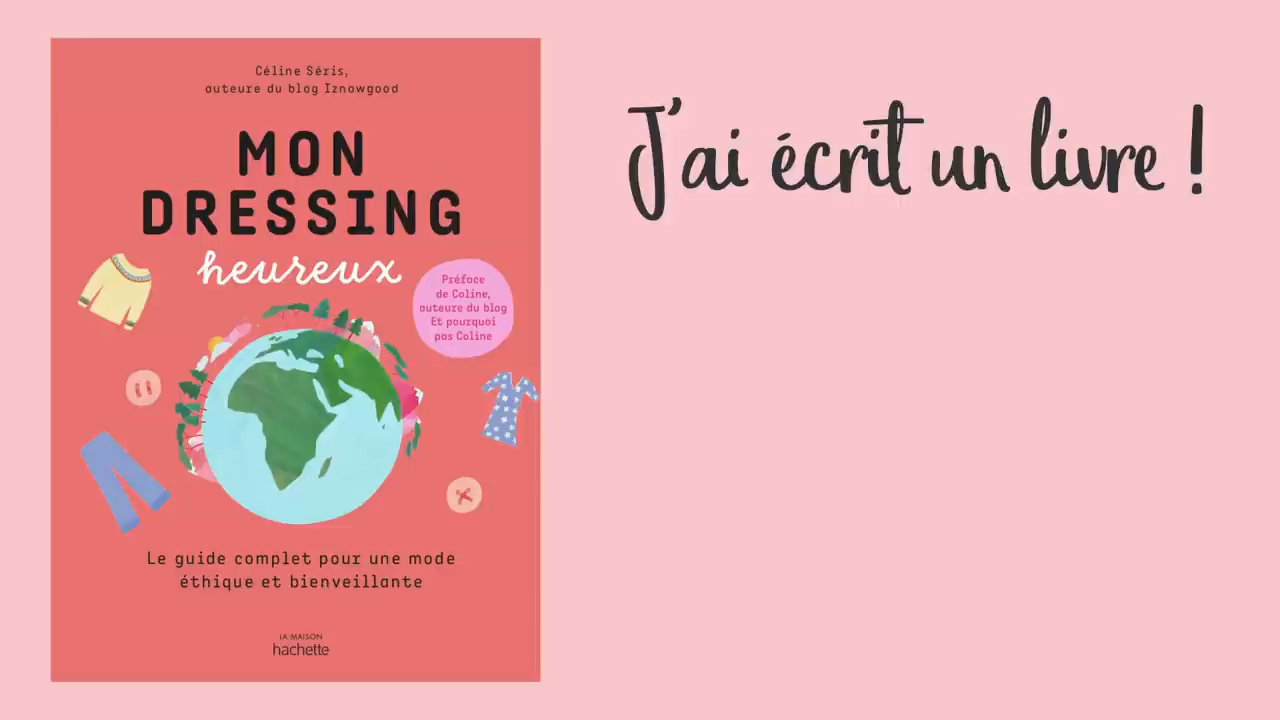 Céline Séris,
auteure du blog Iznowgood
MON
DRESSING
heureux
Préface
de Coline,
auteure du blog
Et pourquoi
pas Coline
Le guide complet pour une mode
éthique et bienveillante
LA MAISON
hachette
J'ai écrit un livre !